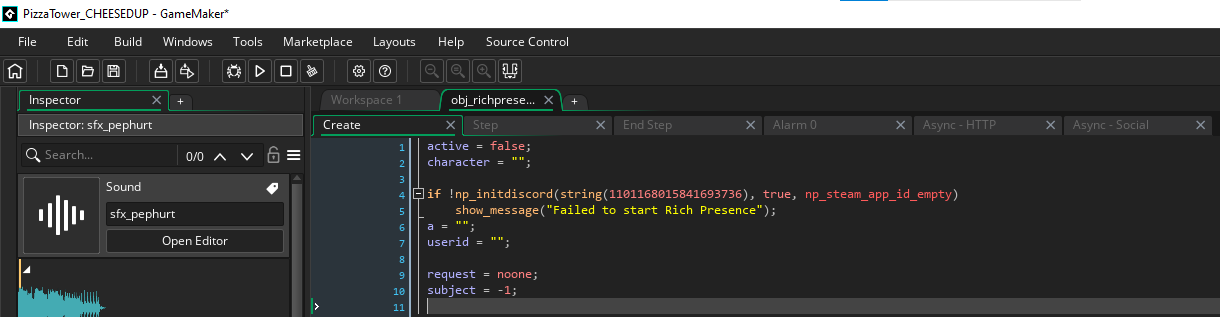 PizzaTower_CHEESEDUP - GameMaker*
File Edit Build Windows Tools Marketplace Layouts Help Source Control
Inspector
Workspace 1 obj_richprese...
Inspector: sfx_pephurt
Create Step End Step Alarm 0 Async - HTTP Async - Social
Search... 0/0
Sound
sfx_pephurt
Open Editor
1 active = false;
2 character = "";
3
4 if !np_initdiscord(string(1101168015841693736), true, np_steam_app_id_empty)
5 show_message("Failed to start Rich Presence");
6 a = "";
7 userid = "";
8
9 request = noone;
10 subject = -1;
11